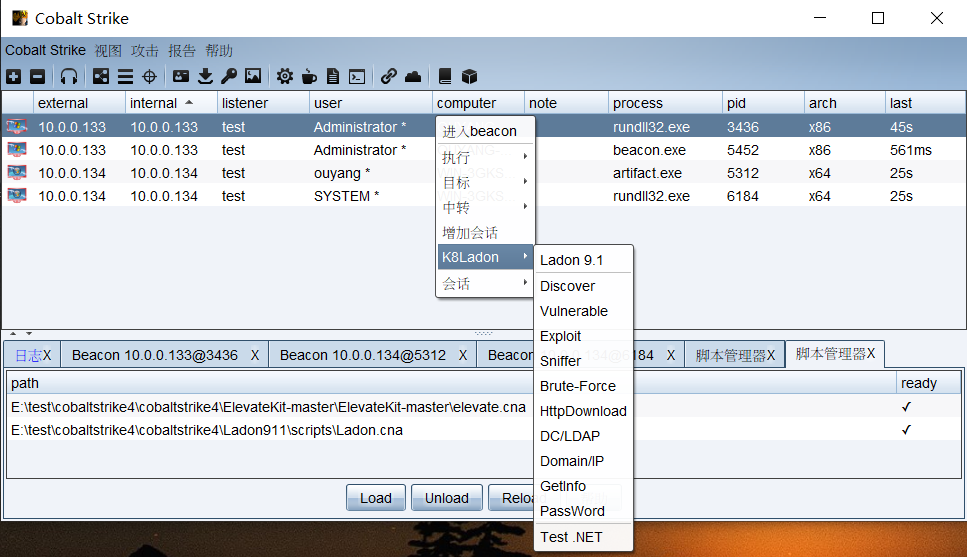 Cobalt Strike
Cobalt Strike 视图 攻击 报告 帮助
external internal listener user computer note process pid arch last
10.0.0.133 10.0.0.133 test Administrator * rundll32.exe 3436 x86 45s
10.0.0.133 10.0.0.133 test Administrator * beacon.exe 5452 x86 561ms
10.0.0.134 10.0.0.134 test ouyang * artifact.exe 5312 x64 25s
10.0.0.134 10.0.0.134 test SYSTEM * rundll32.exe 6184 x64 25s
进入beacon
执行
目标
中转
增加会话
K8Ladon
会话
Ladon 9.1
Discover
Vulnerable
Exploit
Sniffer
Brute-Force
HttpDownload
DC/LDAP
Domain/IP
GetInfo
PassWord
Test .NET
日志X Beacon 10.0.0.133@3436 X Beacon 10.0.0.134@5312 X 134@6184 X 脚本管理器X 脚本管理器X
path ready
E:\test\cobaltstrike4\cobaltstrike4\ElevateKit-master\ElevateKit-master\elevate.cna ✓
E:\test\cobaltstrike4\cobaltstrike4\Ladon911\scripts\Ladon.cna ✓
Load Unload